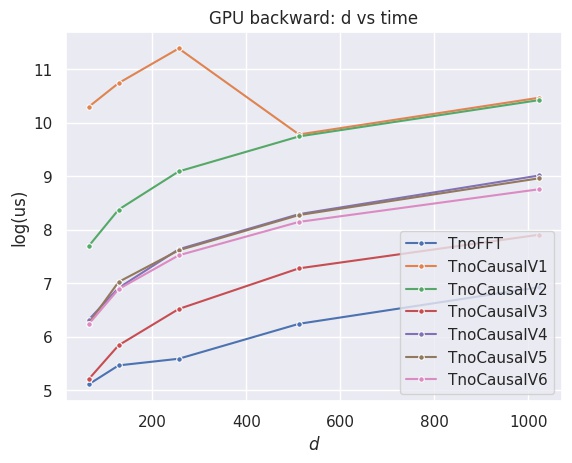 GPU backward: d vs time
log(us)
11
10
9
8
7
6
5
200
400
600
800
1000
d
TnoFFT
TnoCausalV1
TnoCausalV2
TnoCausalV3
TnoCausalV4
TnoCausalV5
TnoCausalV6